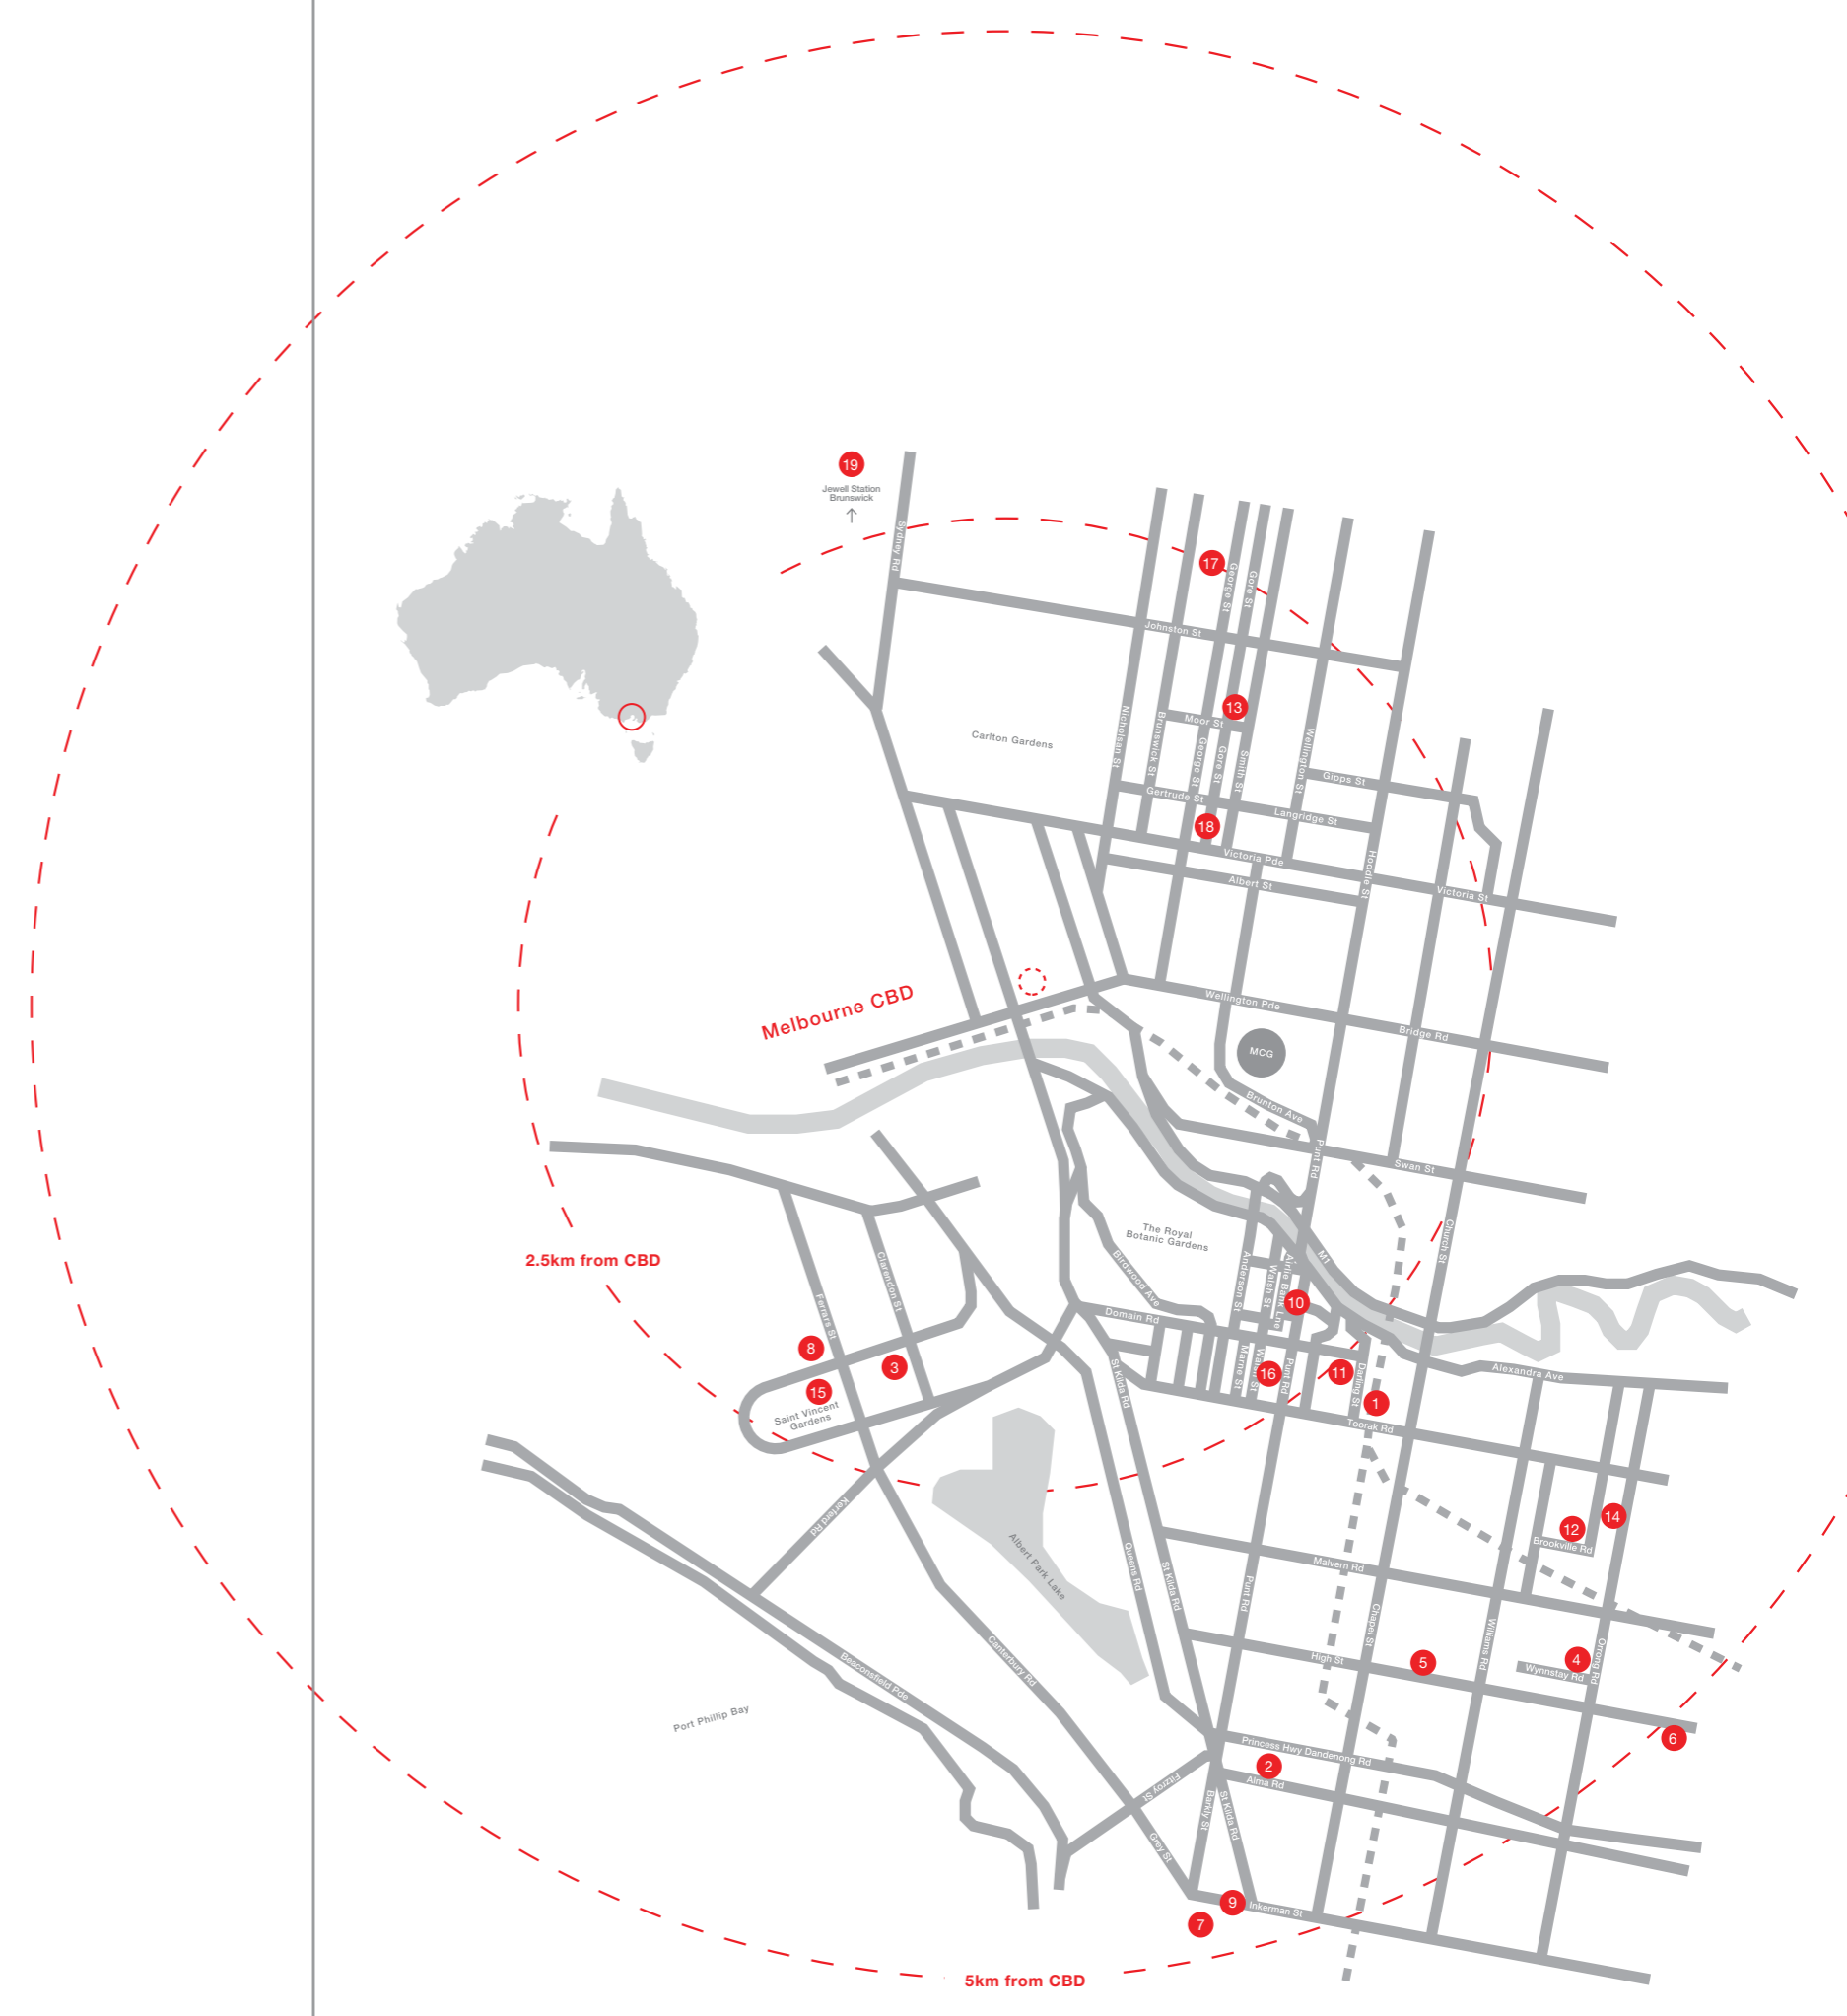 19
Jewell Station
Brunswick
Sydney Rd
17
George St
Gore St
Johnston St
13
Moor St
Nicholsan St
Brunswick St
George St
Gore St
Smith St
Wellington St
Carlton Gardens
Gipps St
Gertrude St
Langridge St
18
Victoria Pde
Hoddle St
Albert St
Victoria St
Melbourne CBD
Wellington Pde
Bridge Rd
MCG
Brunton Ave
Punt Rd
Swan St
The Royal
Botanic Gardens
Church St
2.5km from CBD
Clarendon St
Ferrars St
Birdwood Ave
Anderson St
Walsh St
Airlie Bank Lne
M1
10
Domain Rd
8
3
15
Saint Vincent
Gardens
St Kilda Rd
Marne St
Walsh St
16
Punt Rd
11
Darling St
1
Alexandra Ave
Toorak Rd
Kerferd Rd
Albert Park Lake
Queens Rd
St Kilda Rd
Punt Rd
Malvern Rd
12
14
Brookville Rd
Chapel St
Williams Rd
Orrong Rd
High St
5
4
Wynnstay Rd
6
Canterbury Rd
Beaconsfield Pde
Port Phillip Bay
Princess Hwy Dandenong Rd
2
Alma Rd
Fitzroy St
Barkly St
St Kilda Rd
Grey St
9
Inkerman St
7
5km from CBD